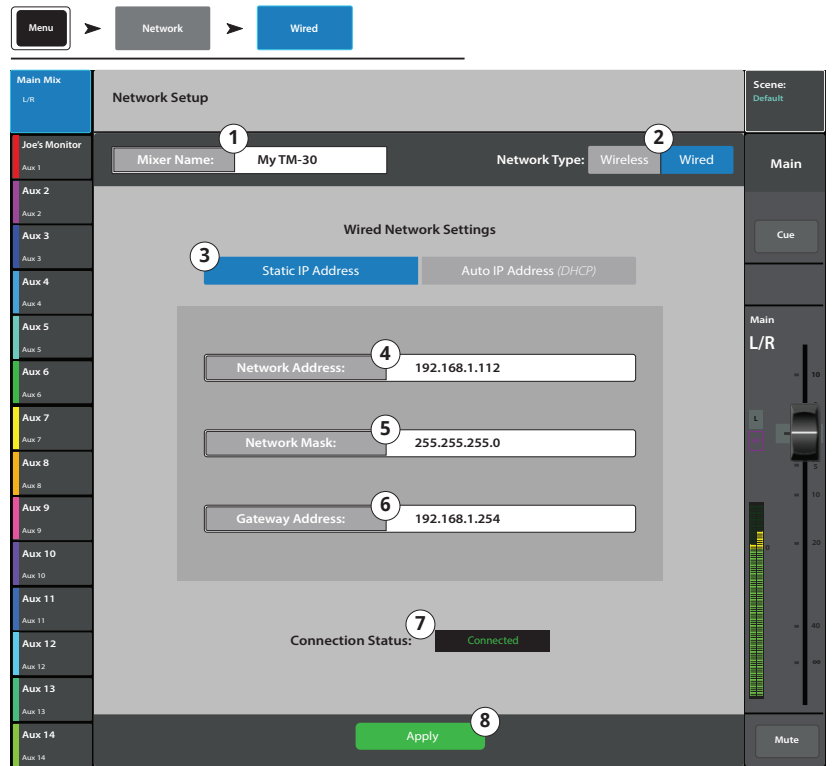 Menu
Network
Wired
Main Mix
L/R
Joe's Monitor
Aux 1
Aux 2
Aux 2
Aux 3
Aux 3
Aux 4
Aux 4
Aux 5
Aux 5
Aux 6
Aux 6
Aux 7
Aux 7
Aux 8
Aux 8
Aux 9
Aux 9
Aux 10
Aux 10
Aux 11
Aux 11
Aux 12
Aux 12
Aux 13
Aux 13
Aux 14
Aux 14
Network Setup
1
Mixer Name: My TM-30
2
Network Type: Wireless Wired
Wired Network Settings
3
Static IP Address Auto IP Address (DHCP)
4
Network Address: 192.168.1.112
5
Network Mask: 255.255.255.0
6
Gateway Address: 192.168.1.254
7
Connection Status: Connected
8
Apply
Scene:
Default
Main
Cue
Main
L/R
10
L
5
10
20
0
40
∞
Mute